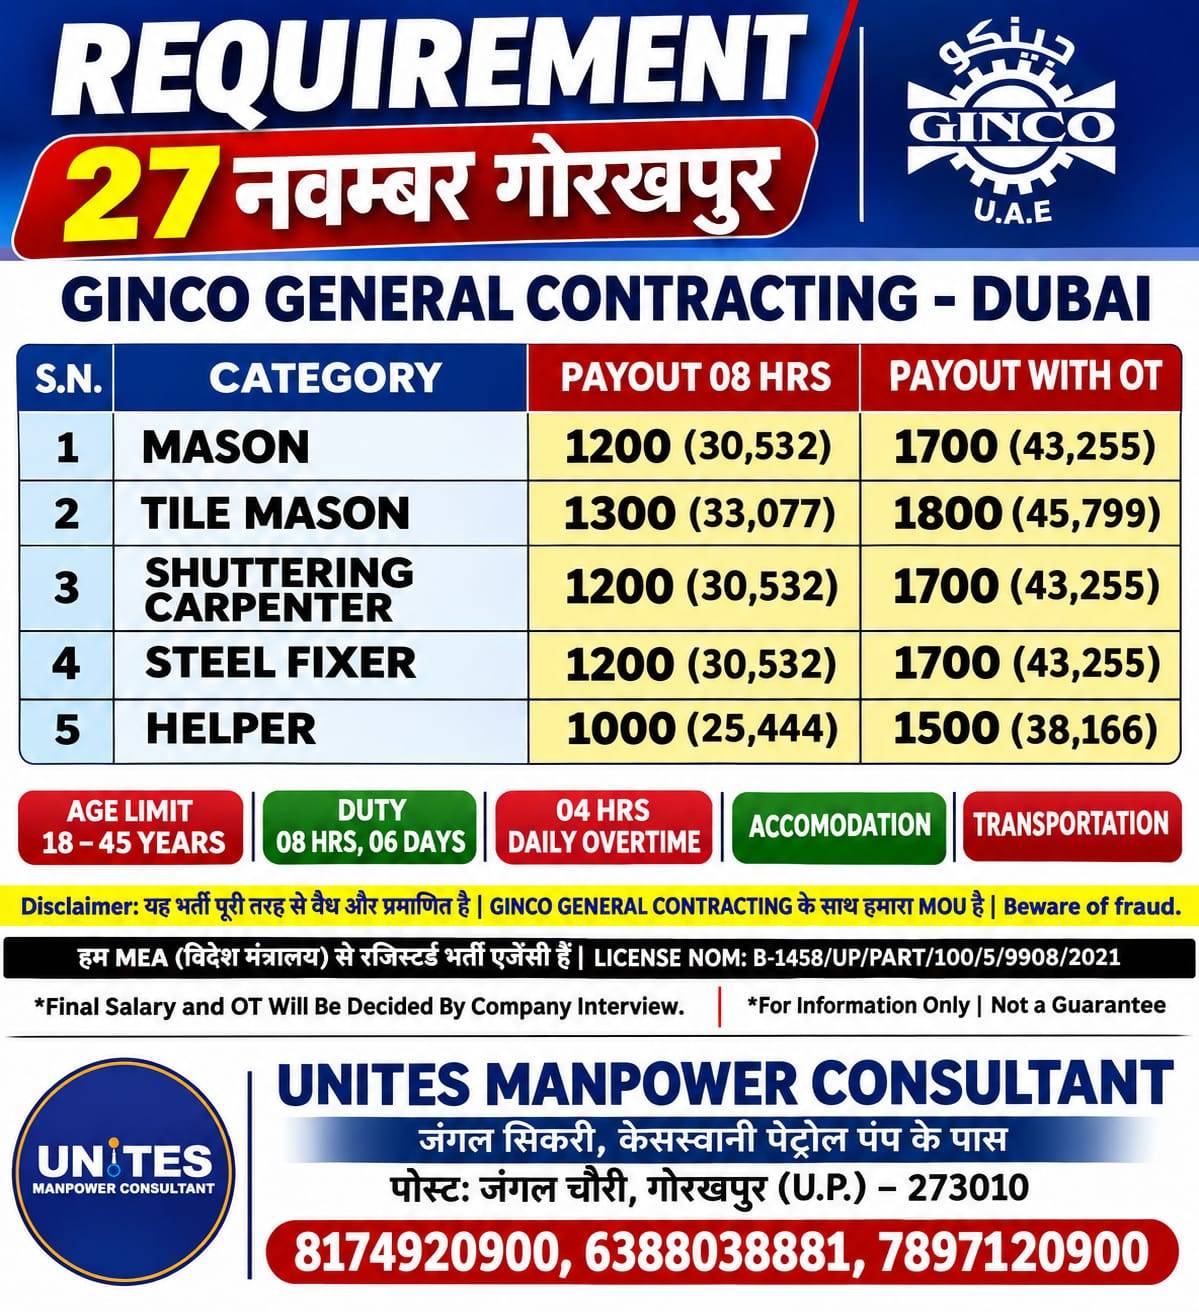 REQUIREMENT
27 नवम्बर गोरखपुर
جينكو
GINCO
U.A.E
GINCO GENERAL CONTRACTING - DUBAI
S.N. CATEGORY PAYOUT 08 HRS PAYOUT WITH OT
1 MASON 1200 (30,532) 1700 (43,255)
2 TILE MASON 1300 (33,077) 1800 (45,799)
3 SHUTTERING CARPENTER 1200 (30,532) 1700 (43,255)
4 STEEL FIXER 1200 (30,532) 1700 (43,255)
5 HELPER 1000 (25,444) 1500 (38,166)
AGE LIMIT
18 – 45 YEARS
DUTY
08 HRS, 06 DAYS
04 HRS
DAILY OVERTIME
ACCOMODATION
TRANSPORTATION
Disclaimer: यह भर्ती पूरी तरह से वैध और प्रमाणित है | GINCO GENERAL CONTRACTING के साथ हमारा MOU है | Beware of fraud.
हम MEA (विदेश मंत्रालय) से रजिस्टर्ड भर्ती एजेंसी हैं | LICENSE NOM: B-1458/UP/PART/100/5/9908/2021
*Final Salary and OT Will Be Decided By Company Interview. | *For Information Only | Not a Guarantee
UNITES
MANPOWER CONSULTANT
UNITES MANPOWER CONSULTANT
जंगल सिकरी, केसस्वानी पेट्रोल पंप के पास
पोस्ट: जंगल चौरी, गोरखपुर (U.P.) – 273010
8174920900, 6388038881, 7897120900